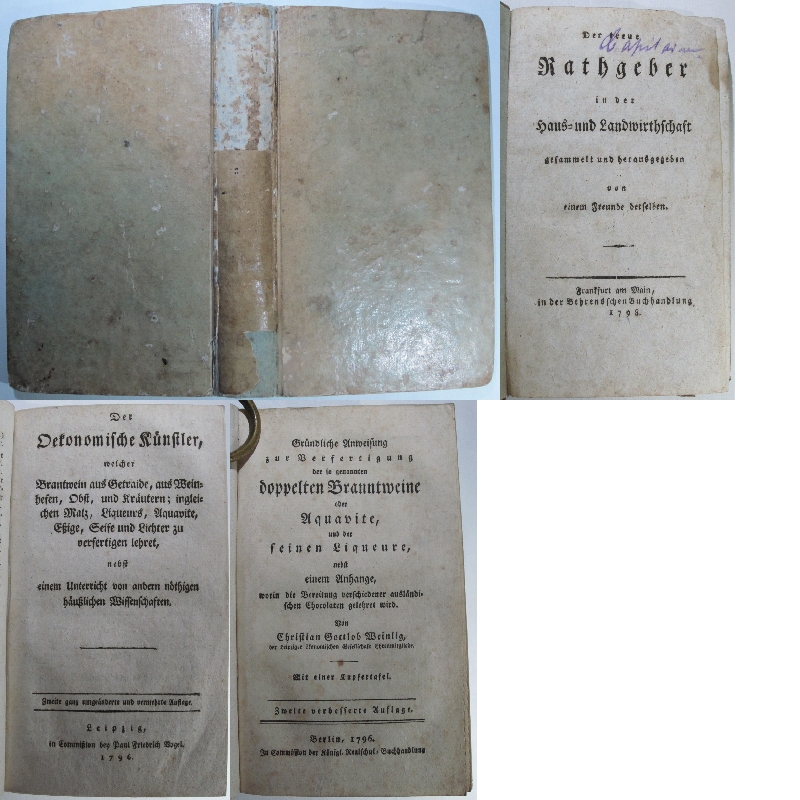 Der treue
Rathgeber
in der
Haus- und Landwirthschaft
gesammelt und herausgegeben
von
einem Freunde derselben.
Frankfurt am Main,
in der Behrensschen Buchhandlung
1798.
Der
Oekonomische Künstler,
welcher
Brantwein aus Getraide, aus Wein-
hefen, Obst, und Kräutern; inglei-
chen Malz, Liqueurs, Aquavite,
Eßige, Seife und Lichter zu
verfertigen lehret,
nebst
einem Unterricht von andern nöthigen
häußlichen Wissenschaften.
Zweite ganz umgeänderte und vermehrte Auflage.
Leipzig,
in Commißion bey Paul Friedrich Vogel.
1796.
Gründliche Anweisung
zur Verfertigung
der so genannten
doppelten Branntweine
oder
Aquavite,
und der
feinen Liqueure,
nebst
einem Anhange,
worin die Bereitung verschiedener ausländi-
schen Chocolaten gelehret wird.
Von
Christian Gottlob Weinlig,
der Leipziger ökonomischen Gesellschaft Ehrenmitgliede.
Mit einer Kupfertafel.
Zweite verbesserte Auflage.
Berlin, 1796.
In Commißion der Königl. Realschul-Buchhandlung